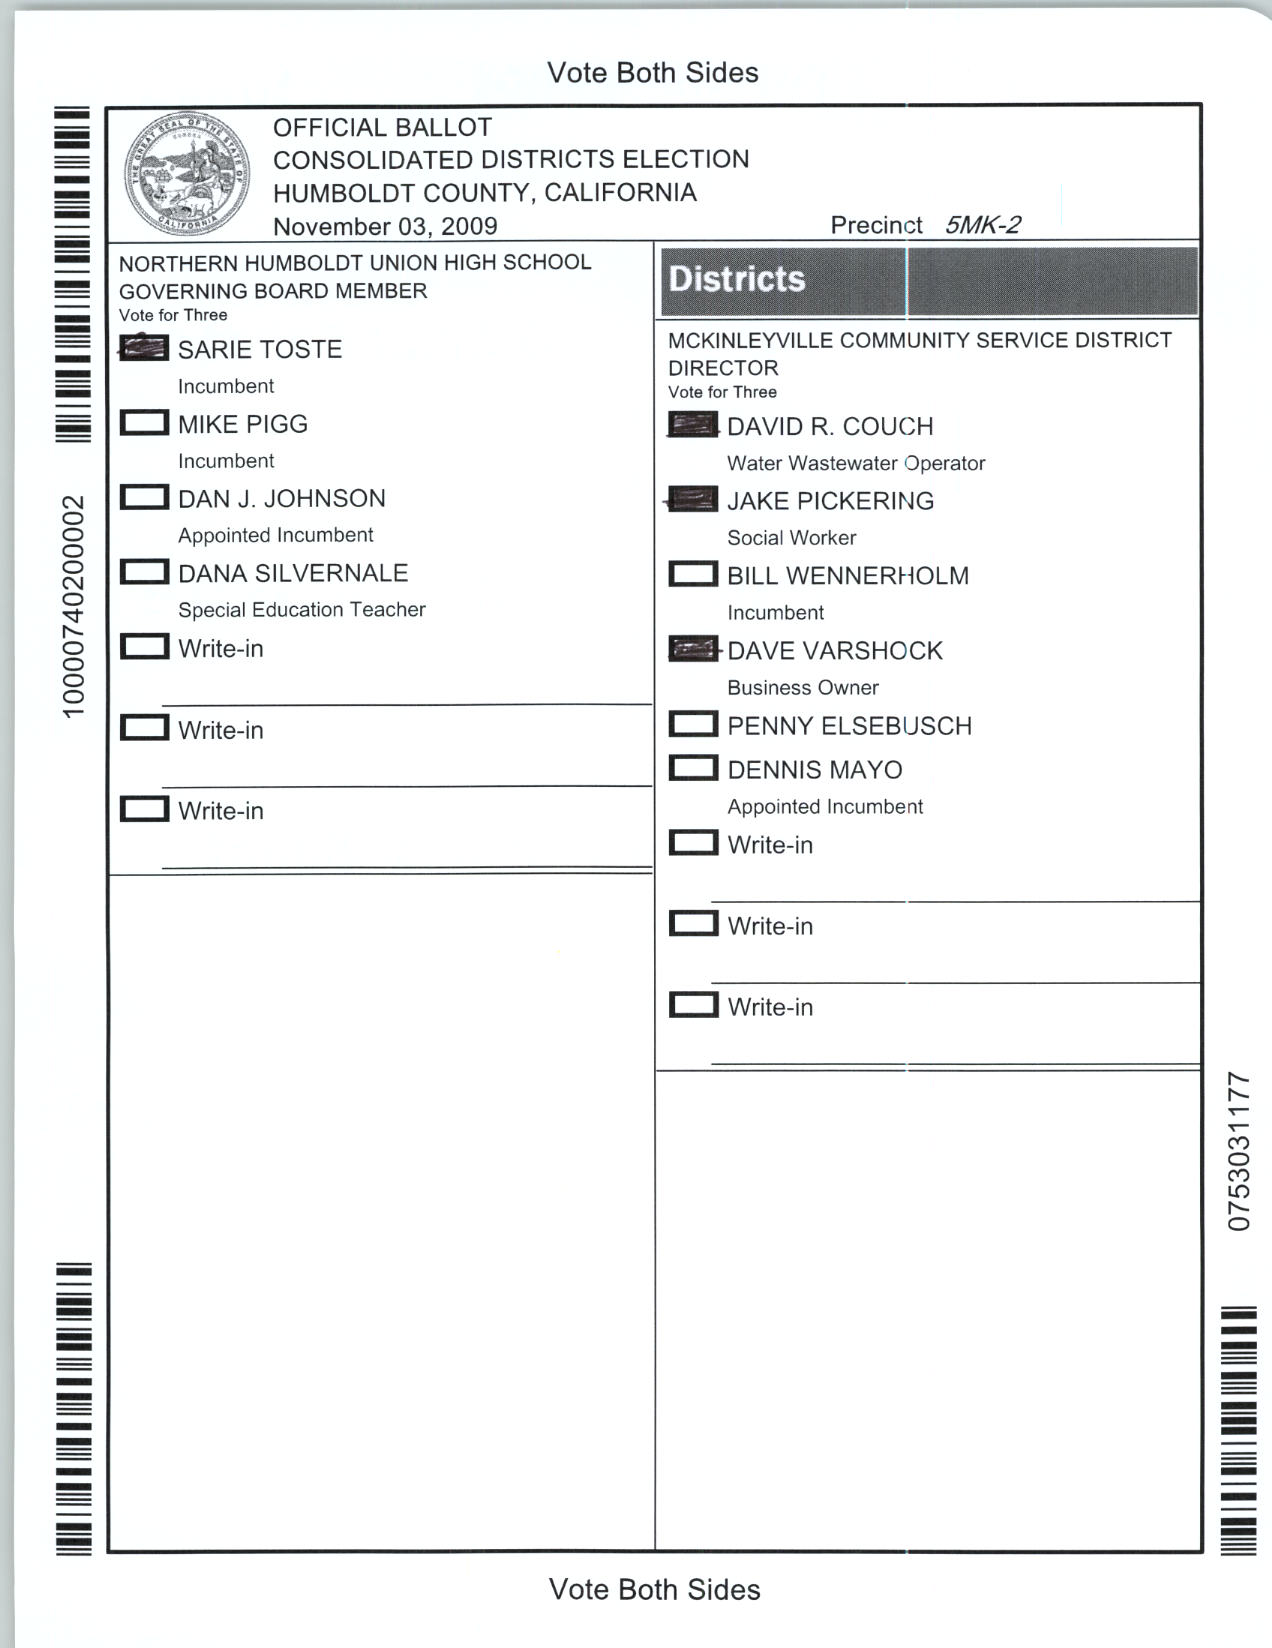 Vote Both Sides
OFFICIAL BALLOT
CONSOLIDATED DISTRICTS ELECTION
HUMBOLDT COUNTY, CALIFORNIA
November 03, 2009
Precinct 5MK-2
THE GREAT SEAL OF THE STATE OF CALIFORNIA
EUREKA
NORTHERN HUMBOLDT UNION HIGH SCHOOL
GOVERNING BOARD MEMBER
Vote for Three
SARIE TOSTE
Incumbent
MIKE PIGG
Incumbent
DAN J. JOHNSON
Appointed Incumbent
DANA SILVERNALE
Special Education Teacher
Write-in
Write-in
Write-in
Districts
MCKINLEYVILLE COMMUNITY SERVICE DISTRICT
DIRECTOR
Vote for Three
DAVID R. COUCH
Water Wastewater Operator
JAKE PICKERING
Social Worker
BILL WENNERHOLM
Incumbent
DAVE VARSHOCK
Business Owner
PENNY ELSEBUSCH
DENNIS MAYO
Appointed Incumbent
Write-in
Write-in
Write-in
10000740200002
0753031177
Vote Both Sides